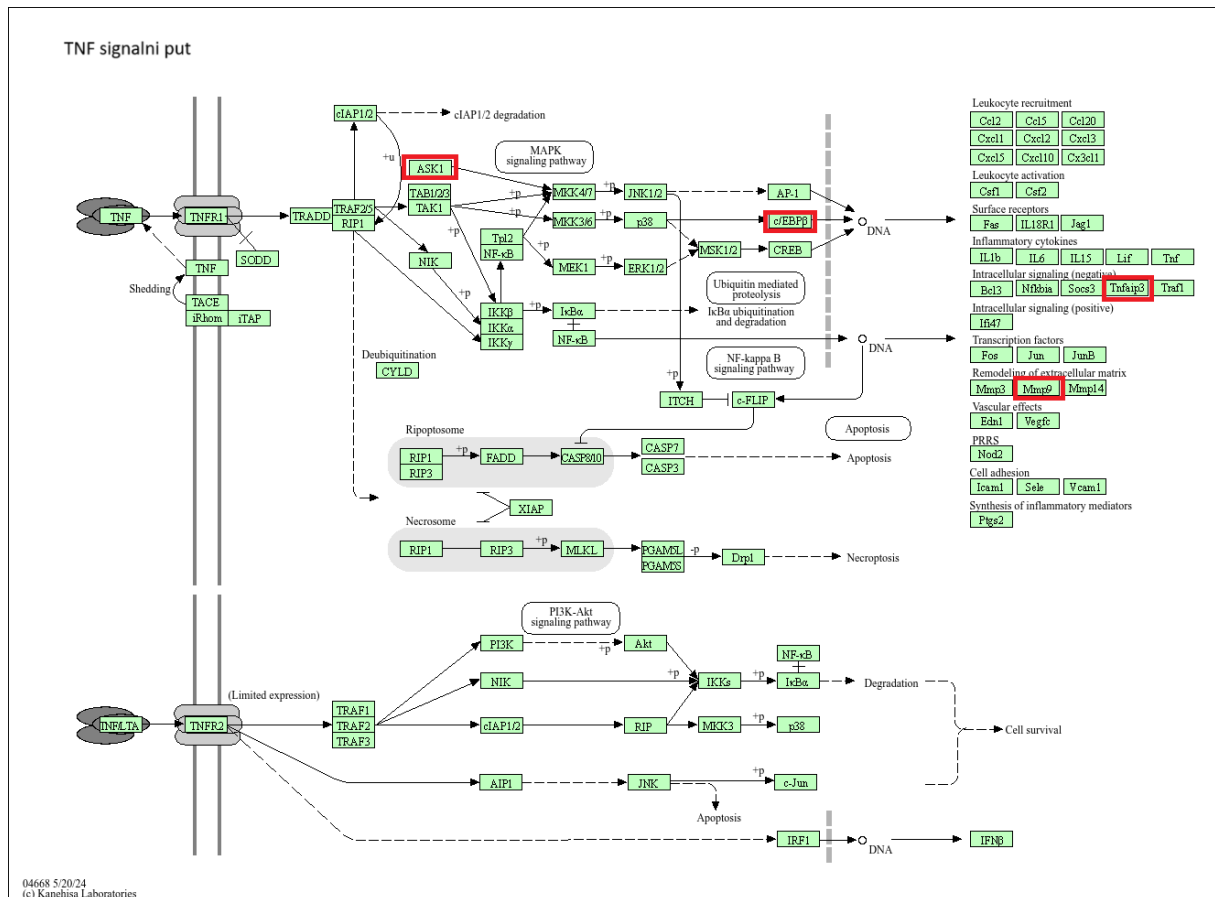 TNF signalni put
cIAP1/2
cIAP1/2 degradation
+u
ASK1
MAPK
signaling pathway
TNF
TNFR1
TRADD
TRAF2/5
RIP1
TAB1/2/3
TAK1
+p
MKK4/7
+p
JNK1/2
AP-1
+p
MKK3/6
+p
p38
+p
c/EBPβ
DNA
SODD
TNF
NIK
+p
Tpl2
NF-κB
+p
MEK1
+p
ERK1/2
MSK1/2
CREB
Shedding
TACE
iRhom
iTAP
+p
Ubiquitin mediated
proteolysis
IKKβ
IKKα
IKKγ
+p
IκBα
NF-κB
IκBα ubiquitination
and degradation
DNA
Deubiquitination
CYLD
NF-kappa B
signaling pathway
+p
ITCH
c-FLIP
Ripoptosome
RIP1
RIP3
+p
FADD
CASP8/10
CASP7
CASP3
Apoptosis
Apoptosis
XIAP
Necrosome
RIP1
RIP3
+p
MLKL
PGAM5L
PGAM5S
-p
Drp1
Necroptosis
Leukocyte recruitment
Ccl2 Ccl5 Ccl20
Cxcl1 Cxcl2 Cxcl3
Cxcl5 Cxcl10 Cx3cl1
Leukocyte activation
Csf1 Csf2
Surface receptors
Fas IL18R1 Jag1
Inflammatory cytokines
IL1b IL6 IL15 Lif Tnf
Intracellular signaling (negative)
Bcl3 Nfkbia Socs3 Tnfaip3 Traf1
Intracellular signaling (positive)
Ifi47
Transcription factors
Fos Jun JunB
Remodeling of extracellular matrix
Mmp3 Mmp9 Mmp14
Vascular effects
Edn1 Vegfc
PRRS
Nod2
Cell adhesion
Icam1 Sele Vcam1
Synthesis of inflammatory mediators
Ptgs2
PI3K-Akt
signaling pathway
PI3K
+p
Akt
NF-κB
(Limited expression)
NIK
+p
IKKs
+p
IκBα
Degradation
TNF/LTA
TNFR2
TRAF1
TRAF2
TRAF3
cIAP1/2
RIP
MKK3
+p
p38
Cell survival
AIP1
JNK
+p
c-Jun
Apoptosis
IRF1
DNA
IFNβ
04668 5/20/24
(c) Kanehisa Laboratories